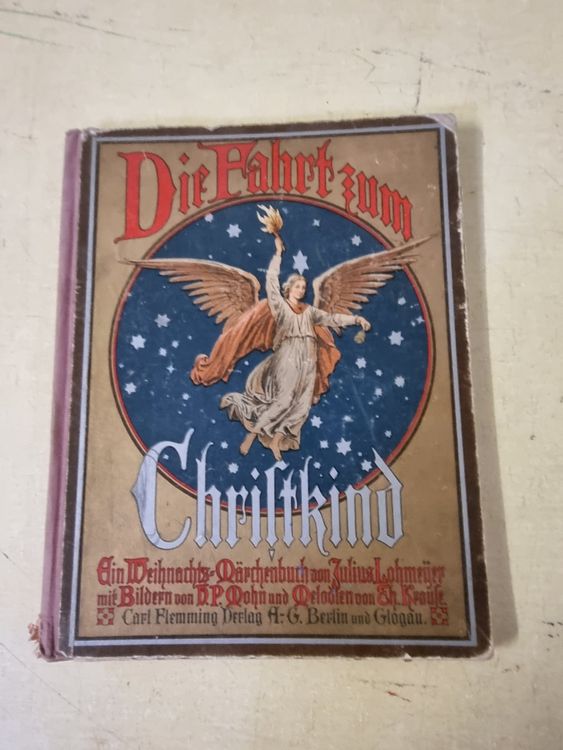 Die Fahrt zum
Chriſtkind
Ein Weihnachts-Märchenbuch von Julius Lohmeyer
mit Bildern von V.P. Mohn und Melodien von Th. Krauſe.
Carl Flemming Verlag A.-G. Berlin und Glogau.